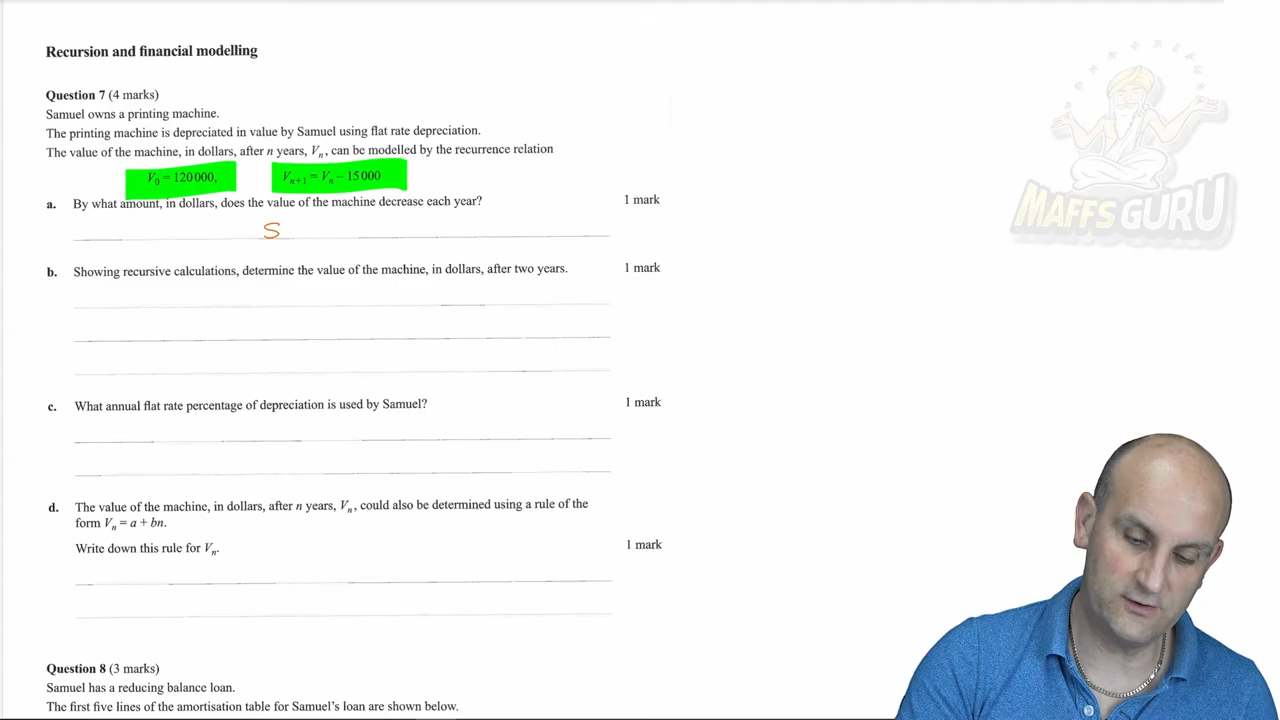 Recursion and financial modelling
Question 7 (4 marks)
Samuel owns a printing machine.
The printing machine is depreciated in value by Samuel using flat rate depreciation.
The value of the machine, in dollars, after n years, Vn, can be modelled by the recurrence relation
V0 = 120 000, Vn+1 = Vn – 15 000
a. By what amount, in dollars, does the value of the machine decrease each year? 1 mark
S
b. Showing recursive calculations, determine the value of the machine, in dollars, after two years. 1 mark
c. What annual flat rate percentage of depreciation is used by Samuel? 1 mark
d. The value of the machine, in dollars, after n years, Vn, could also be determined using a rule of the
form Vn = a + bn.
Write down this rule for Vn. 1 mark
Question 8 (3 marks)
Samuel has a reducing balance loan.
The first five lines of the amortisation table for Samuel's loan are shown below.
MAFFS GURU